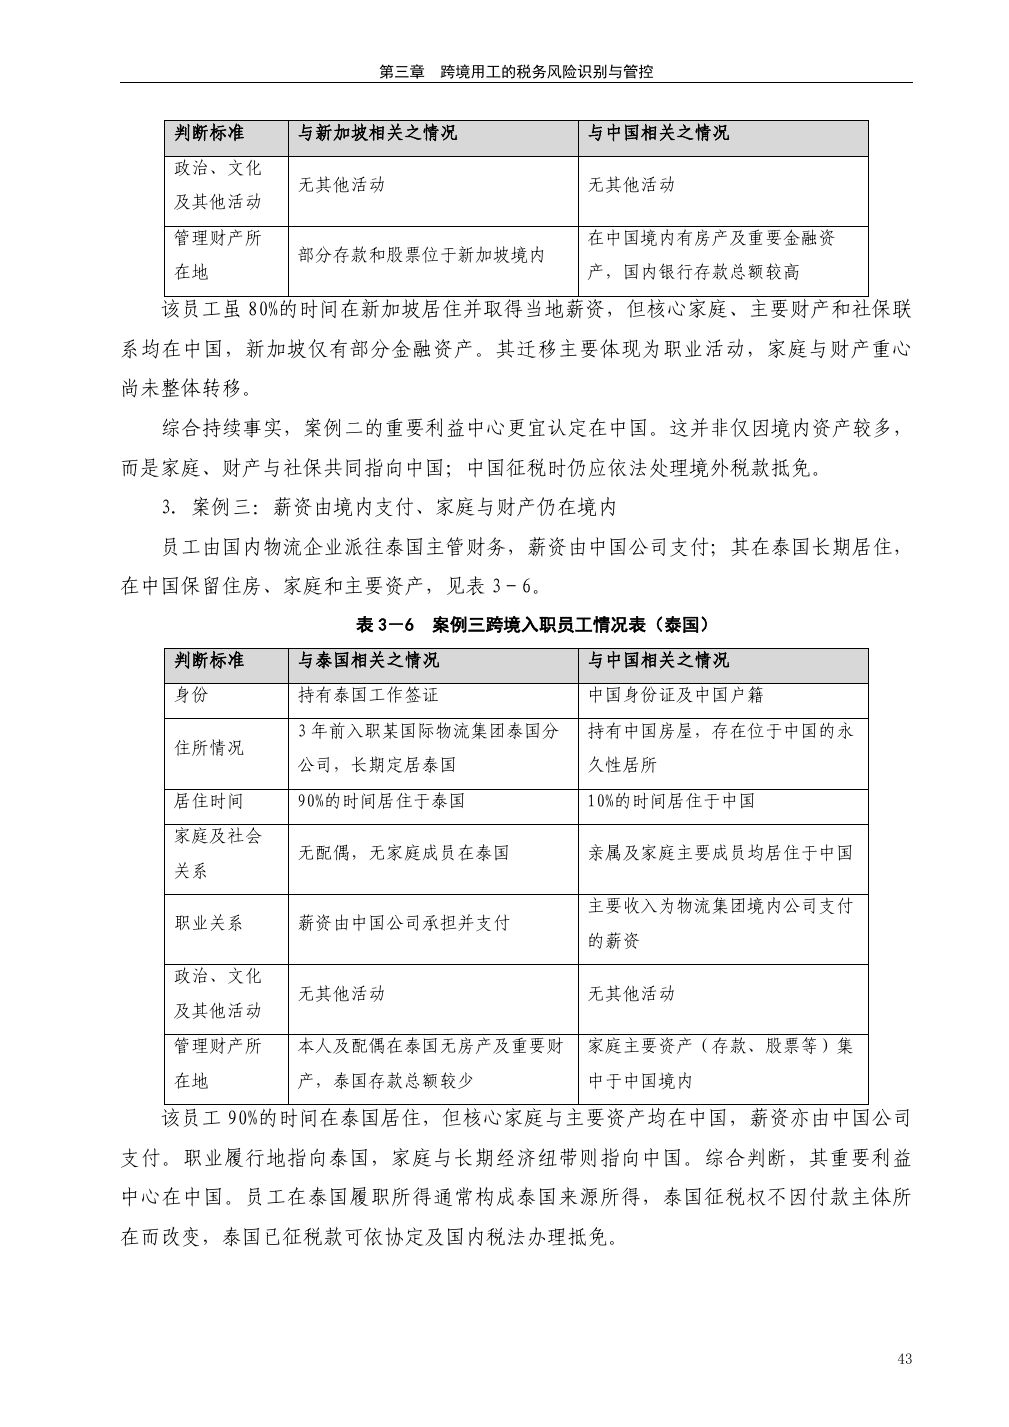 第三章　跨境用工的税务风险识别与管控
判断标准　与新加坡相关之情况　与中国相关之情况
政治、文化
及其他活动　无其他活动　无其他活动
管理财产所
在地　部分存款和股票位于新加坡境内　在中国境内有房产及重要金融资
产，国内银行存款总额较高
该员工虽 80%的时间在新加坡居住并取得当地薪资，但核心家庭、主要财产和社保联
系均在中国，新加坡仅有部分金融资产。其迁移主要体现为职业活动，家庭与财产重心
尚未整体转移。
综合持续事实，案例二的重要利益中心更宜认定在中国。这并非仅因境内资产较多，
而是家庭、财产与社保共同指向中国；中国征税时仍应依法处理境外税款抵免。
3. 案例三：薪资由境内支付、家庭与财产仍在境内
员工由国内物流企业派往泰国主管财务，薪资由中国公司支付；其在泰国长期居住，
在中国保留住房、家庭和主要资产，见表 3-6。
表 3—6　案例三跨境入职员工情况表（泰国）
判断标准　与泰国相关之情况　与中国相关之情况
身份　持有泰国工作签证　中国身份证及中国户籍
住所情况　3 年前入职某国际物流集团泰国分
公司，长期定居泰国　持有中国房屋，存在位于中国的永
久性居所
居住时间　90%的时间居住于泰国　10%的时间居住于中国
家庭及社会
关系　无配偶，无家庭成员在泰国　亲属及家庭主要成员均居住于中国
职业关系　薪资由中国公司承担并支付　主要收入为物流集团境内公司支付
的薪资
政治、文化
及其他活动　无其他活动　无其他活动
管理财产所
在地　本人及配偶在泰国无房产及重要财
产，泰国存款总额较少　家庭主要资产（存款、股票等）集
中于中国境内
该员工 90%的时间在泰国居住，但核心家庭与主要资产均在中国，薪资亦由中国公司
支付。职业履行地指向泰国，家庭与长期经济纽带则指向中国。综合判断，其重要利益
中心在中国。员工在泰国履职所得通常构成泰国来源所得，泰国征税权不因付款主体所
在而改变，泰国已征税款可依协定及国内税法办理抵免。
43